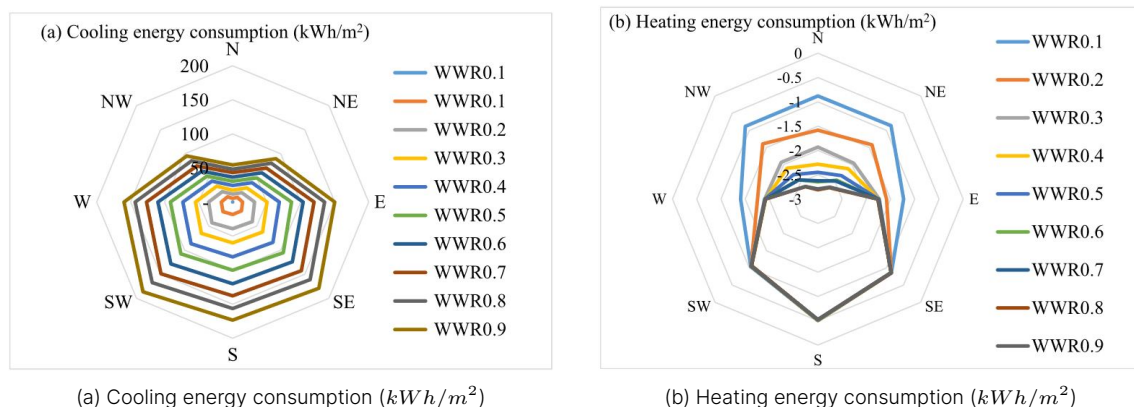 (a) Cooling energy consumption (kWh/m²)
N
200
150
100
50
-
NE
E
SE
S
SW
W
NW
WWR0.1
WWR0.1
WWR0.2
WWR0.3
WWR0.4
WWR0.5
WWR0.6
WWR0.7
WWR0.8
WWR0.9
(b) Heating energy consumption (kWh/m²)
N
0
-0.5
-1
-1.5
-2
-2.5
-3
NE
E
SE
S
SW
W
NW
WWR0.1
WWR0.2
WWR0.3
WWR0.4
WWR0.5
WWR0.6
WWR0.7
WWR0.8
WWR0.9
(a) Cooling energy consumption (kWh/m²)
(b) Heating energy consumption (kWh/m²)